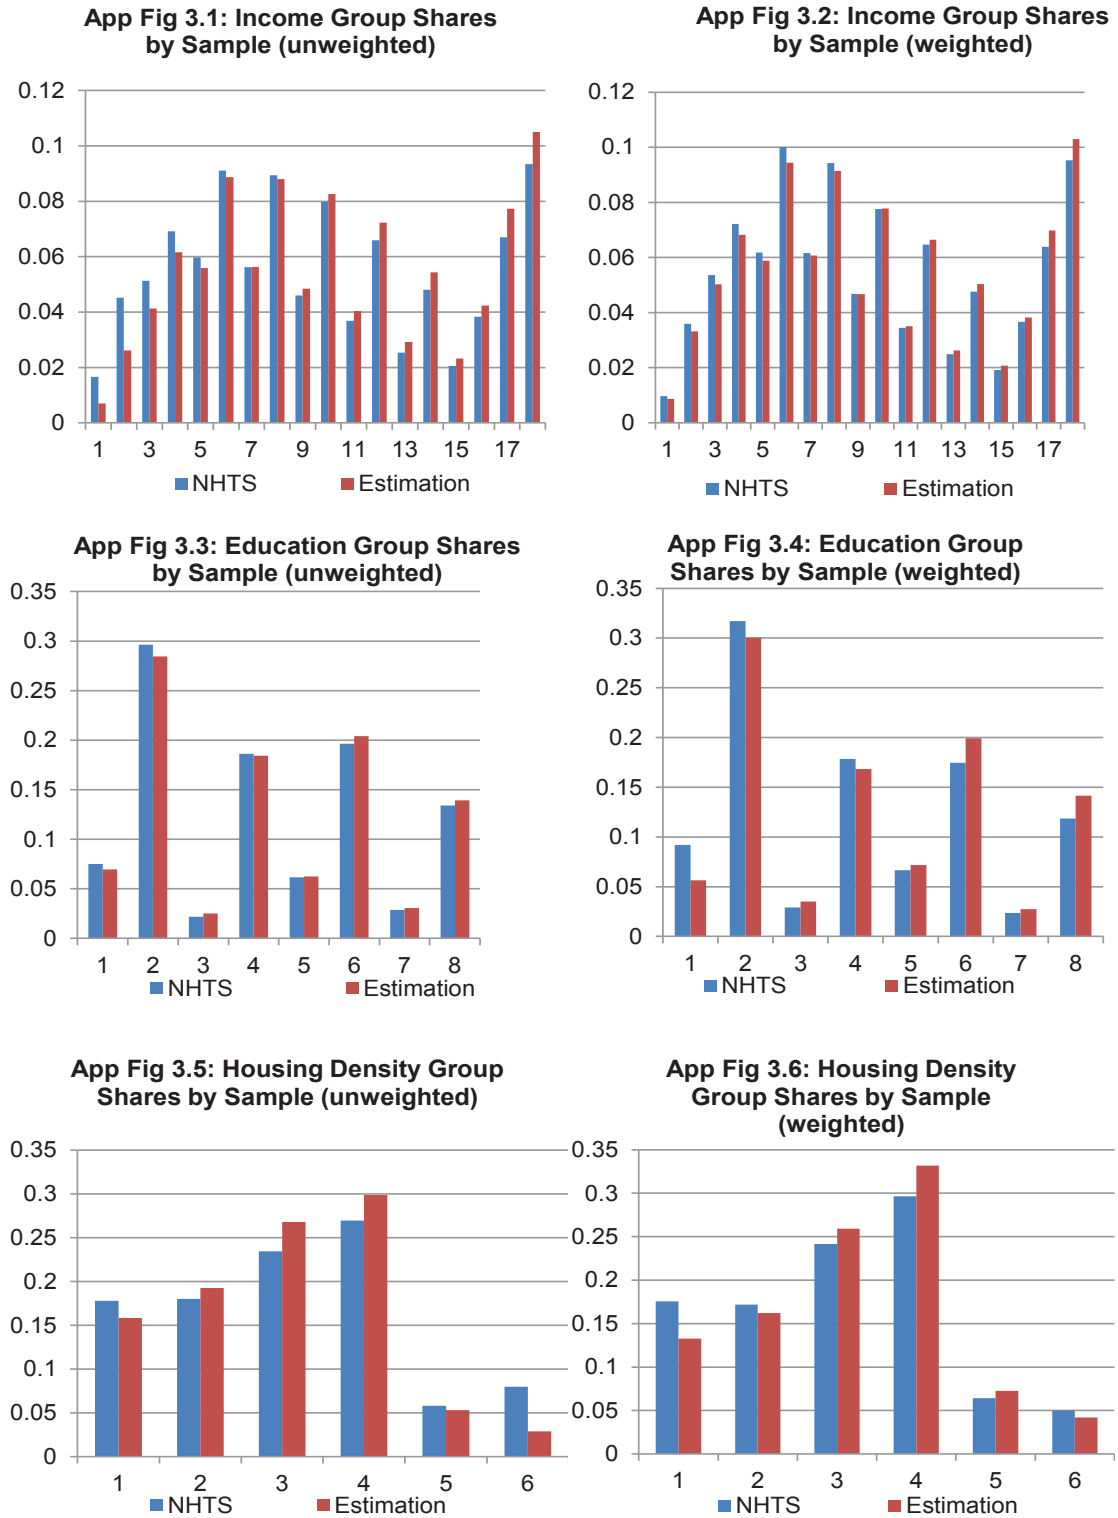 App Fig 3.1: Income Group Shares
by Sample (unweighted)
0.12
0.1
0.08
0.06
0.04
0.02
0
1 3 5 7 9 11 13 15 17
NHTS Estimation
App Fig 3.2: Income Group Shares
by Sample (weighted)
0.12
0.1
0.08
0.06
0.04
0.02
0
1 3 5 7 9 11 13 15 17
NHTS Estimation
App Fig 3.3: Education Group Shares
by Sample (unweighted)
0.35
0.3
0.25
0.2
0.15
0.1
0.05
0
1 2 3 4 5 6 7 8
NHTS Estimation
App Fig 3.4: Education Group
Shares by Sample (weighted)
0.35
0.3
0.25
0.2
0.15
0.1
0.05
0
1 2 3 4 5 6 7 8
NHTS Estimation
App Fig 3.5: Housing Density Group
Shares by Sample (unweighted)
0.35
0.3
0.25
0.2
0.15
0.1
0.05
0
1 2 3 4 5 6
NHTS Estimation
App Fig 3.6: Housing Density
Group Shares by Sample
(weighted)
0.35
0.3
0.25
0.2
0.15
0.1
0.05
0
1 2 3 4 5 6
NHTS Estimation